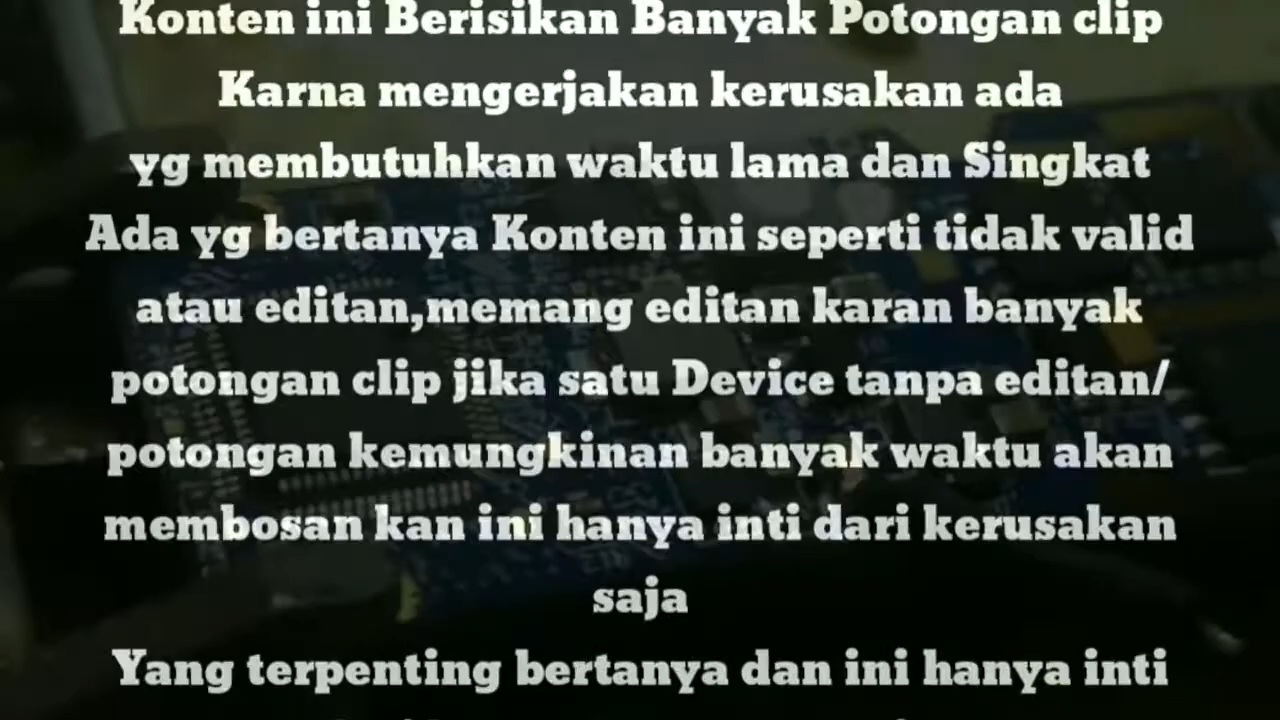 Konten ini Berisikan Banyak Potongan clip
Karna mengerjakan kerusakan ada
yg membutuhkan waktu lama dan Singkat
Ada yg bertanya Konten ini seperti tidak valid
atau editan,memang editan karan banyak
potongan clip jika satu Device tanpa editan/
potongan kemungkinan banyak waktu akan
membosan kan ini hanya inti dari kerusakan
saja
Yang terpenting bertanya dan ini hanya inti